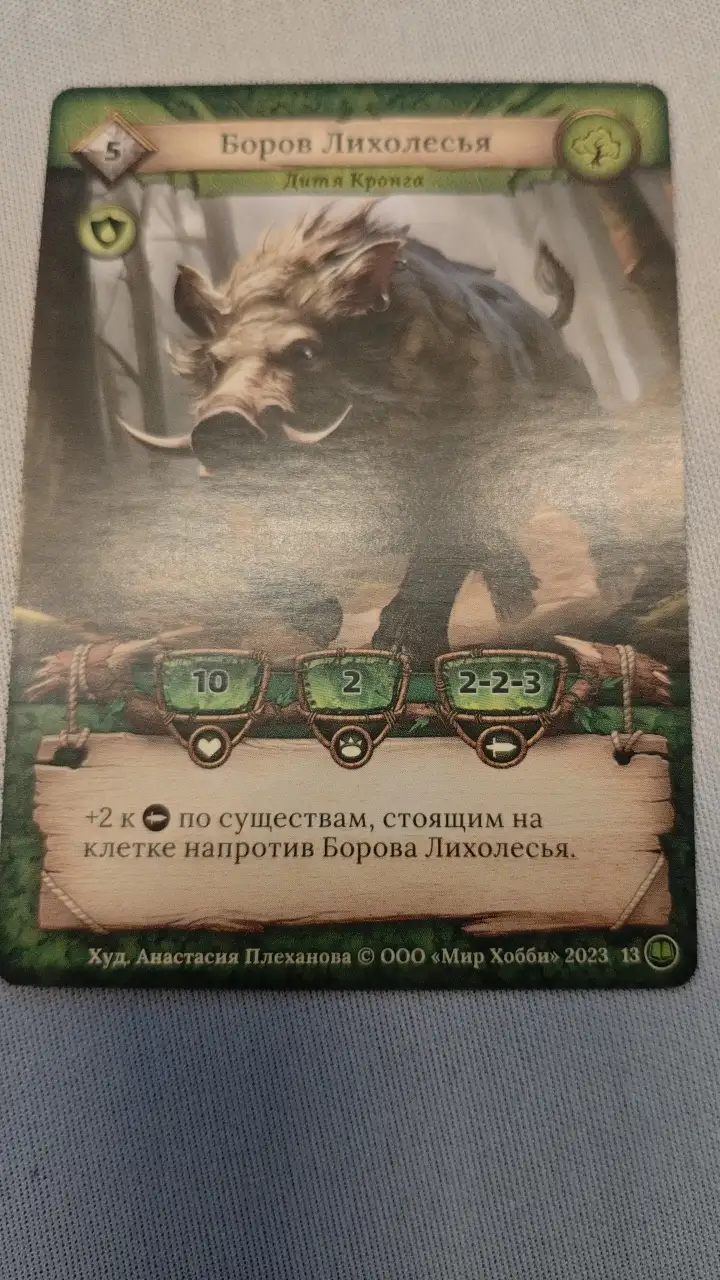 5
Боров Лихолесья
Дитя Кронга
10
2
2-2-3
+2 к по существам, стоящим на
клетке напротив Борова Лихолесья.
Худ. Анастасия Плеханова © ООО «Мир Хобби» 2023 13